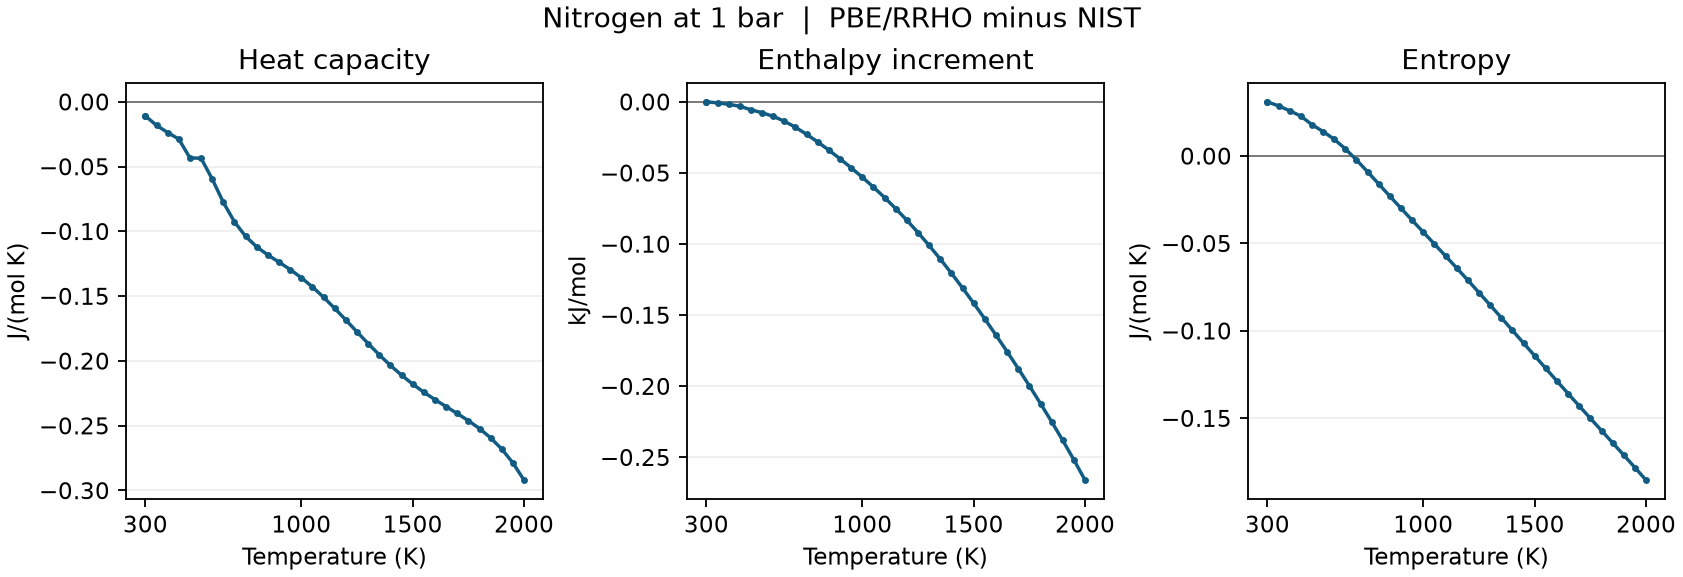 Nitrogen at 1 bar | PBE/RRHO minus NIST
Heat capacity
0.00
−0.05
−0.10
−0.15
−0.20
−0.25
−0.30
J/(mol K)
300 1000 1500 2000
Temperature (K)
Enthalpy increment
0.00
−0.05
−0.10
−0.15
−0.20
−0.25
kJ/mol
300 1000 1500 2000
Temperature (K)
Entropy
0.00
−0.05
−0.10
−0.15
J/(mol K)
300 1000 1500 2000
Temperature (K)